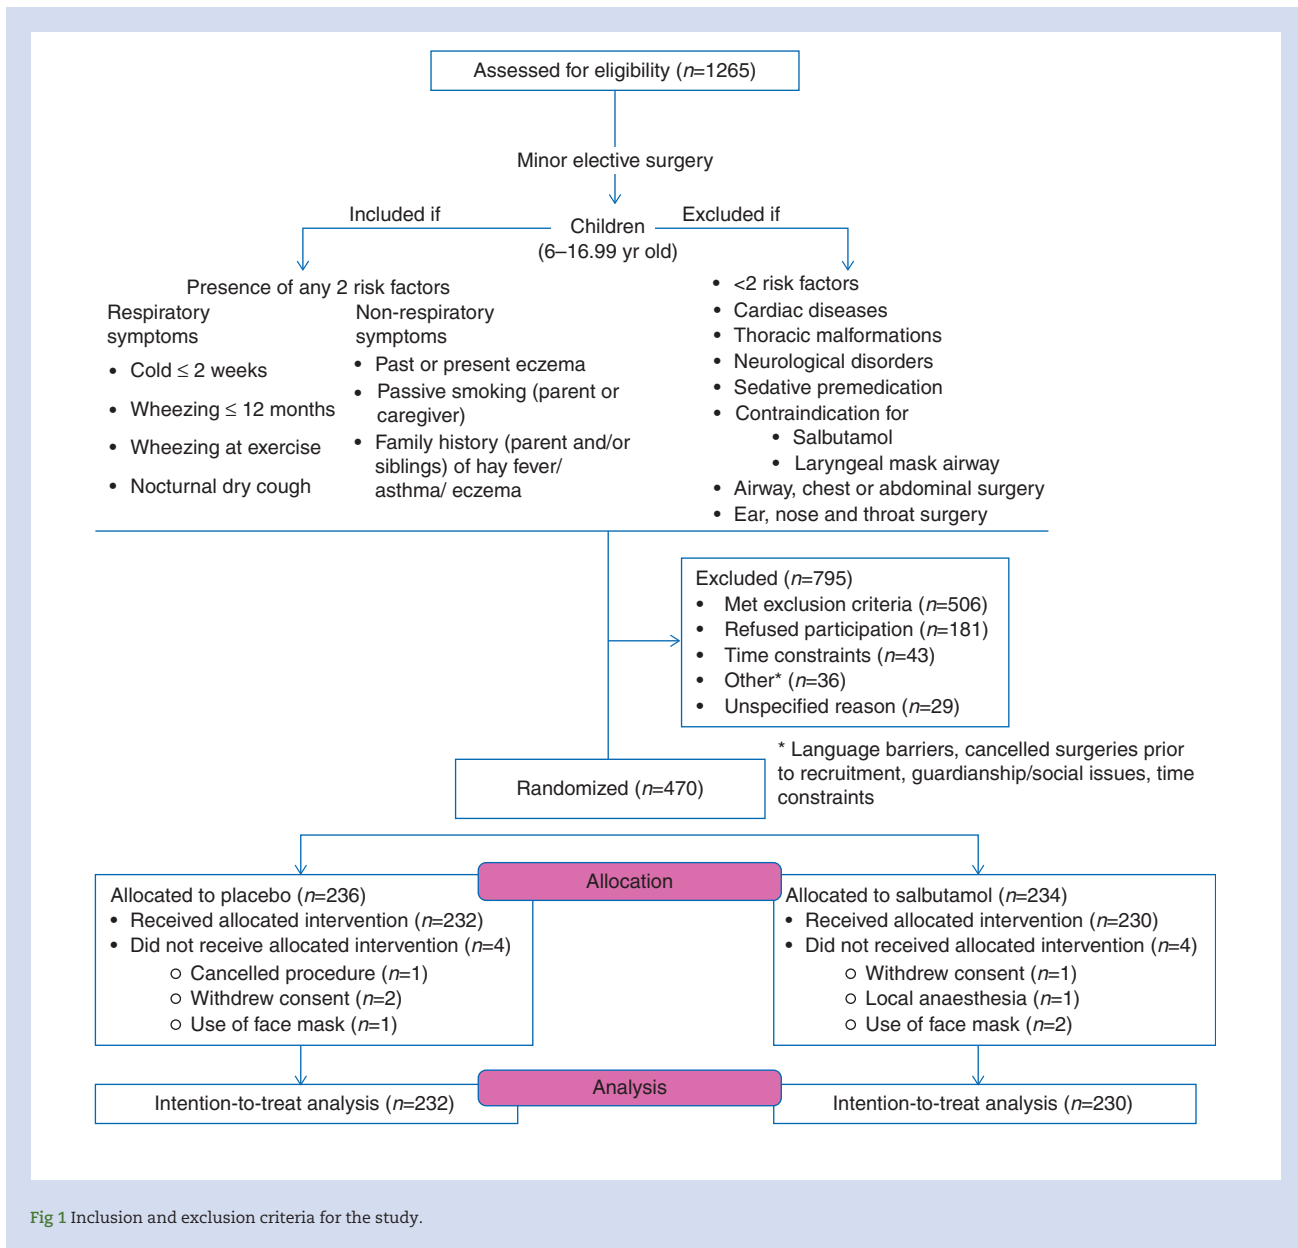 Assessed for eligibility (n=1265)
Minor elective surgery
Included if
Children
(6–16.99 yr old)
Excluded if
Presence of any 2 risk factors
Respiratory
symptoms
• Cold ≤ 2 weeks
• Wheezing ≤ 12 months
• Wheezing at exercise
• Nocturnal dry cough
Non-respiratory
symptoms
• Past or present eczema
• Passive smoking (parent or
caregiver)
• Family history (parent and/or
siblings) of hay fever/
asthma/ eczema
• <2 risk factors
• Cardiac diseases
• Thoracic malformations
• Neurological disorders
• Sedative premedication
• Contraindication for
• Salbutamol
• Laryngeal mask airway
• Airway, chest or abdominal surgery
• Ear, nose and throat surgery
Excluded (n=795)
• Met exclusion criteria (n=506)
• Refused participation (n=181)
• Time constraints (n=43)
• Other* (n=36)
• Unspecified reason (n=29)
* Language barriers, cancelled surgeries prior
to recruitment, guardianship/social issues, time
constraints
Randomized (n=470)
Allocation
Allocated to placebo (n=236)
• Received allocated intervention (n=232)
• Did not receive allocated intervention (n=4)
○ Cancelled procedure (n=1)
○ Withdrew consent (n=2)
○ Use of face mask (n=1)
Allocated to salbutamol (n=234)
• Received allocated intervention (n=230)
• Did not received allocated intervention (n=4)
○ Withdrew consent (n=1)
○ Local anaesthesia (n=1)
○ Use of face mask (n=2)
Analysis
Intention-to-treat analysis (n=232)
Intention-to-treat analysis (n=230)
Fig 1 Inclusion and exclusion criteria for the study.